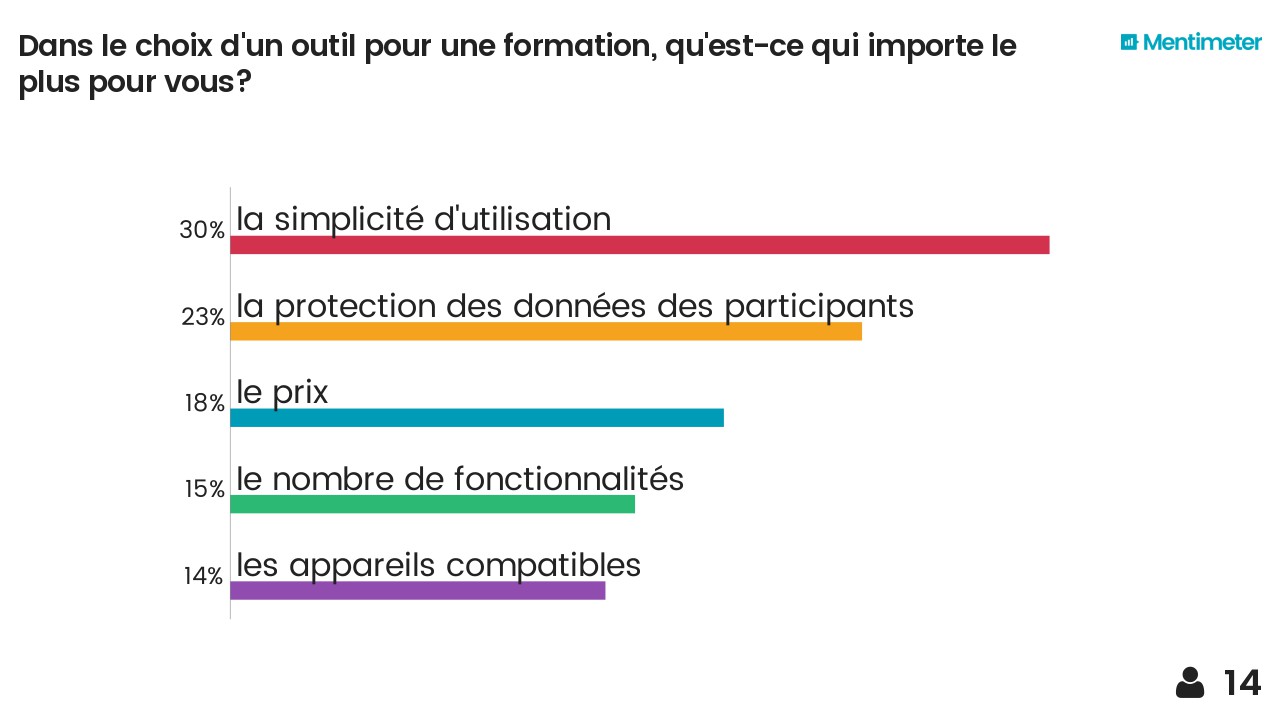 Dans le choix d'un outil pour une formation, qu'est-ce qui importe le
plus pour vous?
Mentimeter
30%
la simplicité d'utilisation
23%
la protection des données des participants
18%
le prix
15%
le nombre de fonctionnalités
14%
les appareils compatibles
14